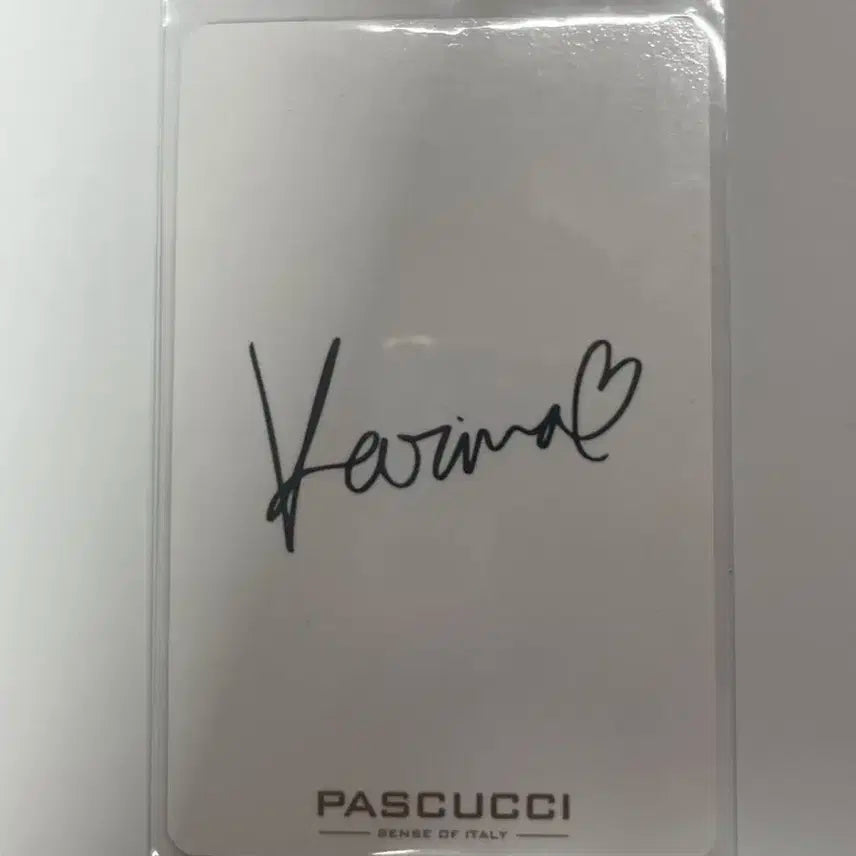 Karina♡
PASCUCCI
SENSE OF ITALY